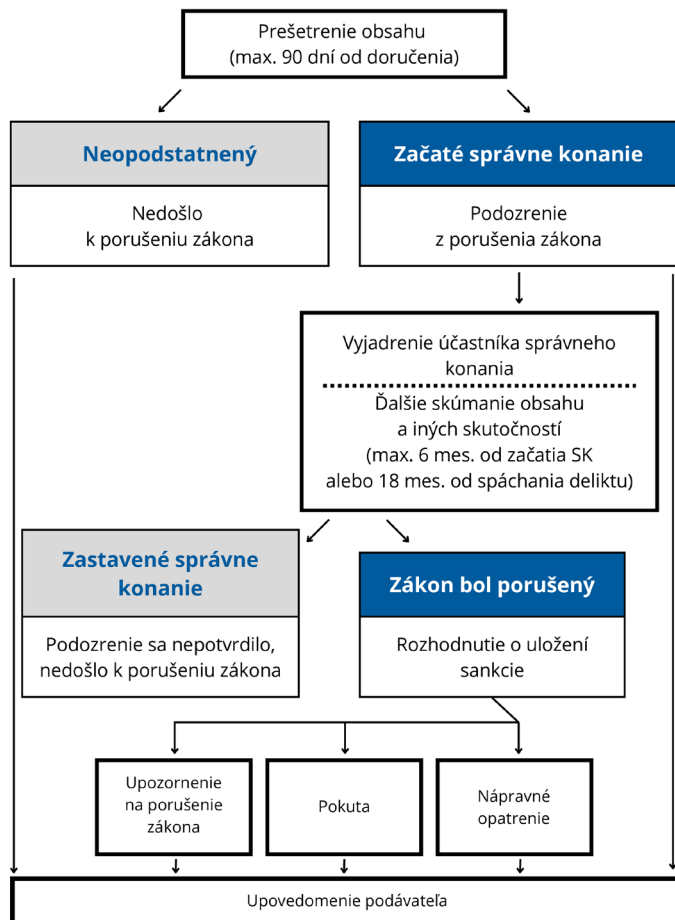 Prešetrenie obsahu
(max. 90 dní od doručenia)
Neopodstatnený
Nedošlo
k porušeniu zákona
Začaté správne konanie
Podozrenie
z porušenia zákona
Vyjadrenie účastníka správneho
konania
Ďalšie skúmanie obsahu
a iných skutočností
(max. 6 mes. od začatia SK
alebo 18 mes. od spáchania deliktu)
Zastavené správne
konanie
Podozrenie sa nepotvrdilo,
nedošlo k porušeniu zákona
Zákon bol porušený
Rozhodnutie o uložení
sankcie
Upozornenie
na porušenie
zákona
Pokuta
Nápravné
opatrenie
Upovedomenie podávateľa